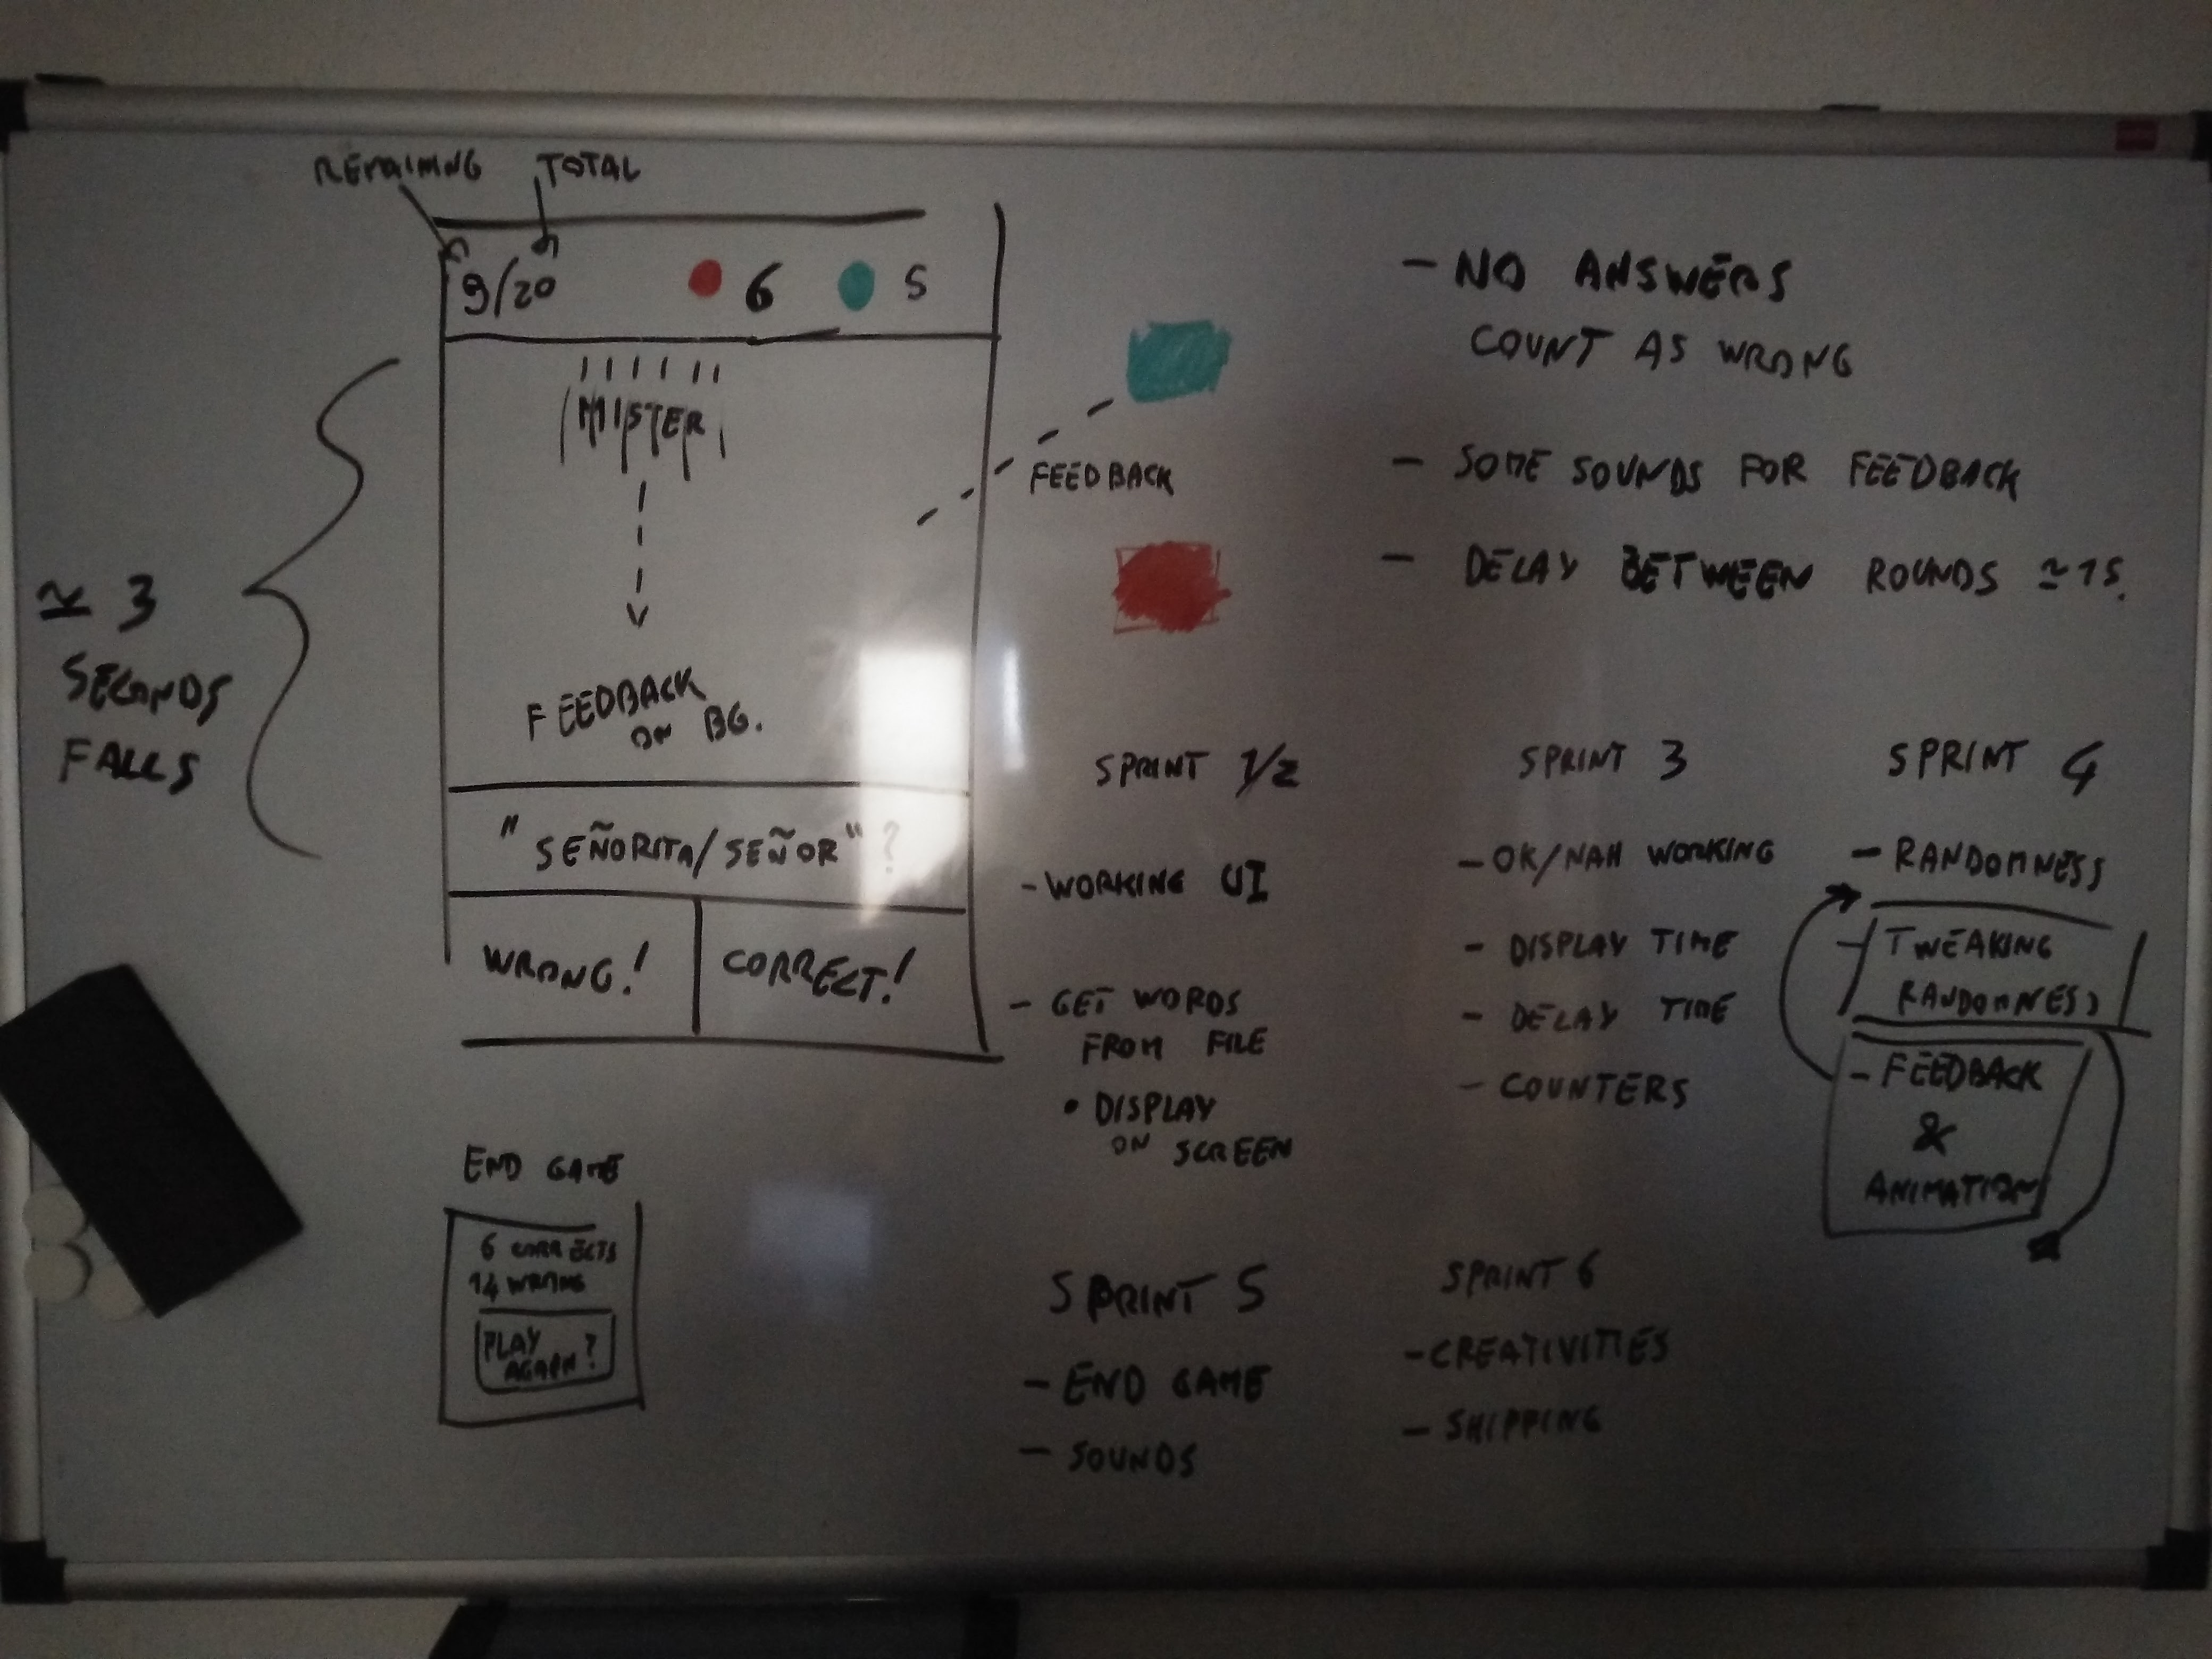 REMAIMNG TOTAL
9/20 6 5
MISTER
≃ 3
SECONDS
FALLS
FEEDBACK
ON BG.
"SEÑORITA/SEÑOR"?
WRONG! CORRECT!
END GAME
6 CORRECTS
14 WRONG
PLAY
AGAIN?
FEEDBACK
- NO ANSWERS
COUNT AS WRONG
- SOME SOUNDS FOR FEEDBACK
- DELAY BETWEEN ROUNDS ≃ 1S.
SPRINT 1/2
- WORKING UI
- GET WORDS
FROM FILE
• DISPLAY
ON SCREEN
SPRINT 3
- OK/NAH WORKING
- DISPLAY TIME
- DELAY TIME
- COUNTERS
SPRINT 4
- RANDOMNESS
- TWEAKING
RANDOMNESS
- FEEDBACK
&
ANIMATION
SPRINT 5
- END GAME
- SOUNDS
SPRINT 6
- CREATIVITIES
- SHIPPING